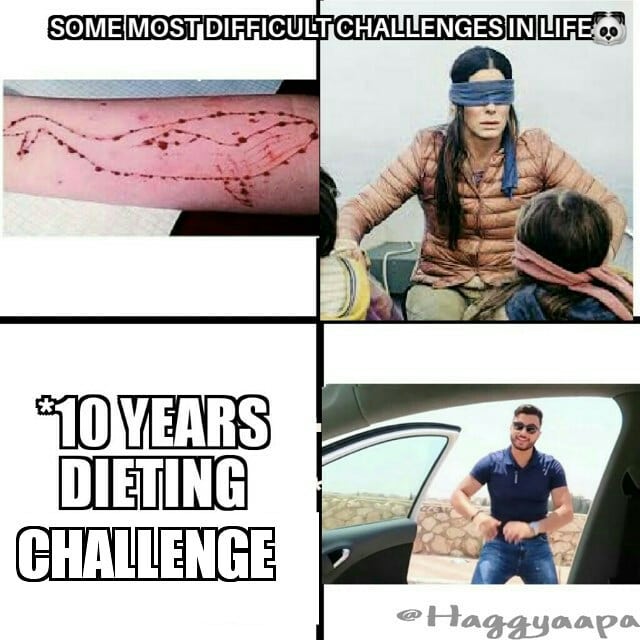 SOME MOST DIFFICULT CHALLENGES IN LIFE🐼
*10 YEARS
DIETING
CHALLENGE
@Haggyaapa